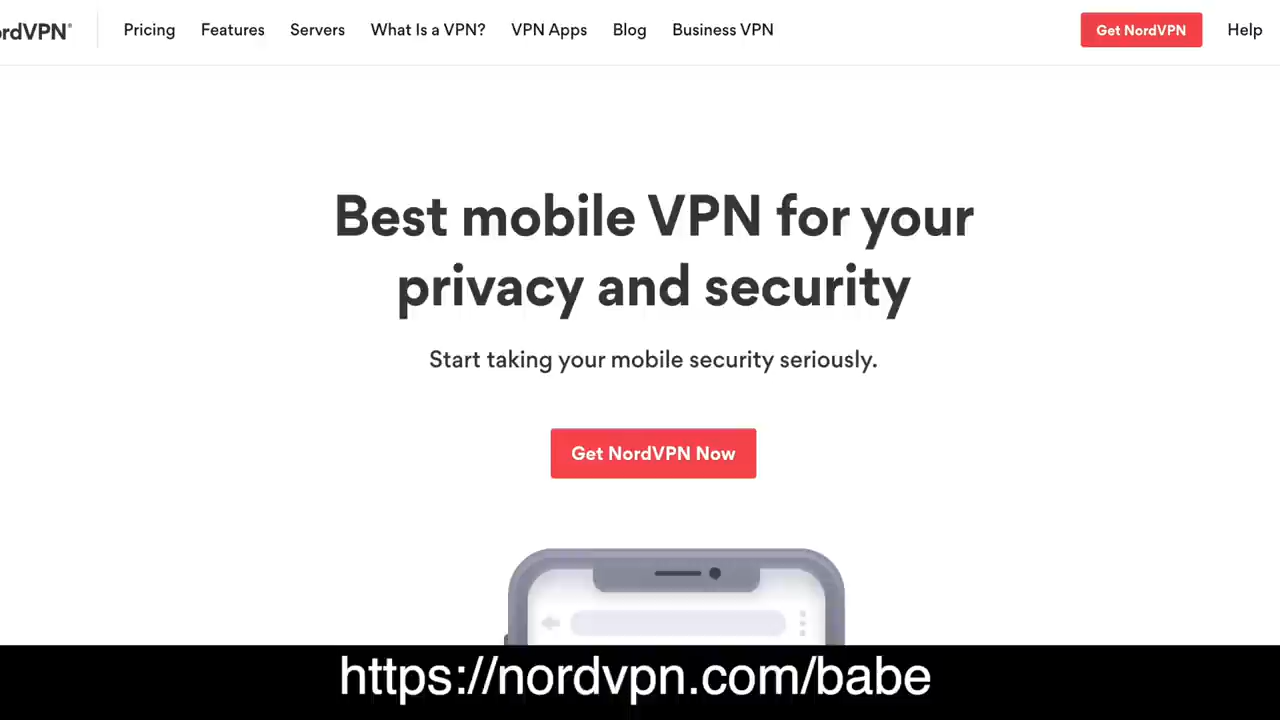 rdVPN®
Pricing
Features
Servers
What Is a VPN?
VPN Apps
Blog
Business VPN
Get NordVPN
Help
Best mobile VPN for your
privacy and security
Start taking your mobile security seriously.
Get NordVPN Now
https://nordvpn.com/babe